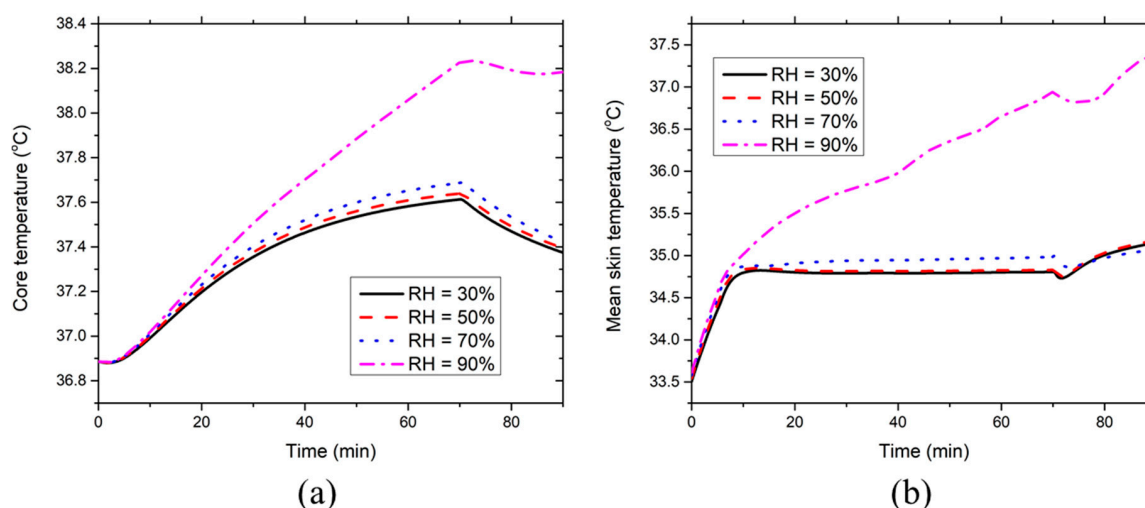 38.4
38.2
38.0
37.8
37.6
37.4
37.2
37.0
36.8
Core temperature (°C)
RH = 30%
RH = 50%
RH = 70%
RH = 90%
0
20
40
60
80
Time (min)
(a)
37.5
37.0
36.5
36.0
35.5
35.0
34.5
34.0
33.5
Mean skin temperature (°C)
RH = 30%
RH = 50%
RH = 70%
RH = 90%
0
20
40
60
80
Time (min)
(b)